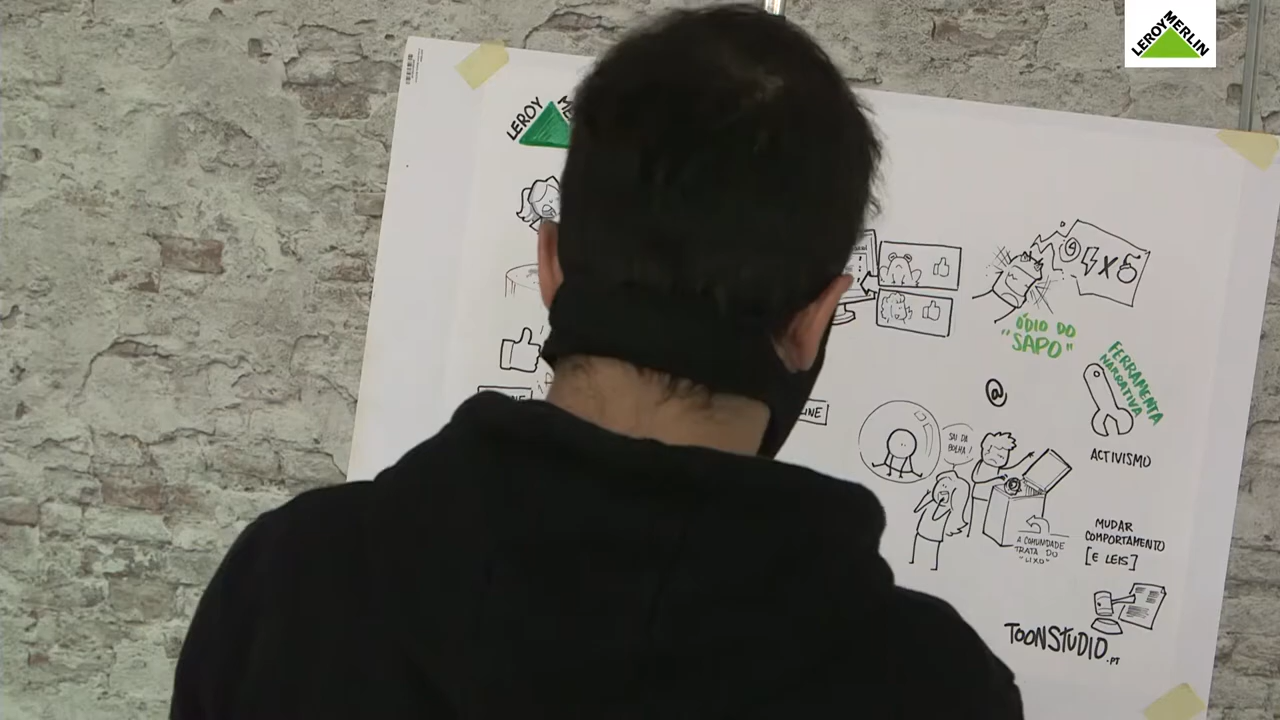 LEROY MERLIN
LEROY
"ÓDIO DO
SAPO"
FERRAMENTA
NARRATIVA
@
SAI DA
BOLHA!
ACTIVISMO
A COMUNIDADE
TRATA DO
"LIXO"
MUDAR
COMPORTAMENTO
[E LEIS]
TOONSTUDIO.PT